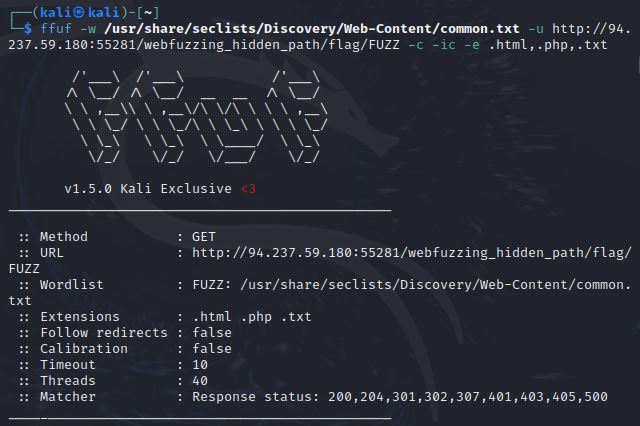 ┌──(kali㉿kali)-[~]
└─$ ffuf -w /usr/share/seclists/Discovery/Web-Content/common.txt -u http://94.
237.59.180:55281/webfuzzing_hidden_path/flag/FUZZ -c -ic -e .html,.php,.txt
v1.5.0 Kali Exclusive <3
:: Method : GET
:: URL : http://94.237.59.180:55281/webfuzzing_hidden_path/flag/
FUZZ
:: Wordlist : FUZZ: /usr/share/seclists/Discovery/Web-Content/common.
txt
:: Extensions : .html .php .txt
:: Follow redirects : false
:: Calibration : false
:: Timeout : 10
:: Threads : 40
:: Matcher : Response status: 200,204,301,302,307,401,403,405,500